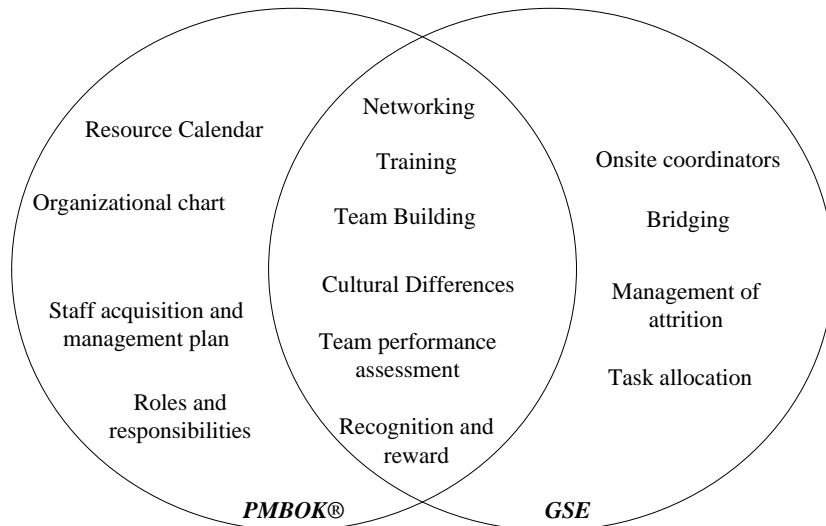 Resource Calendar
Organizational chart
Staff acquisition and
management plan
Roles and
responsibilities
Networking
Training
Team Building
Cultural Differences
Team performance
assessment
Recognition and
reward
Onsite coordinators
Bridging
Management of
attrition
Task allocation
PMBOK®
GSE